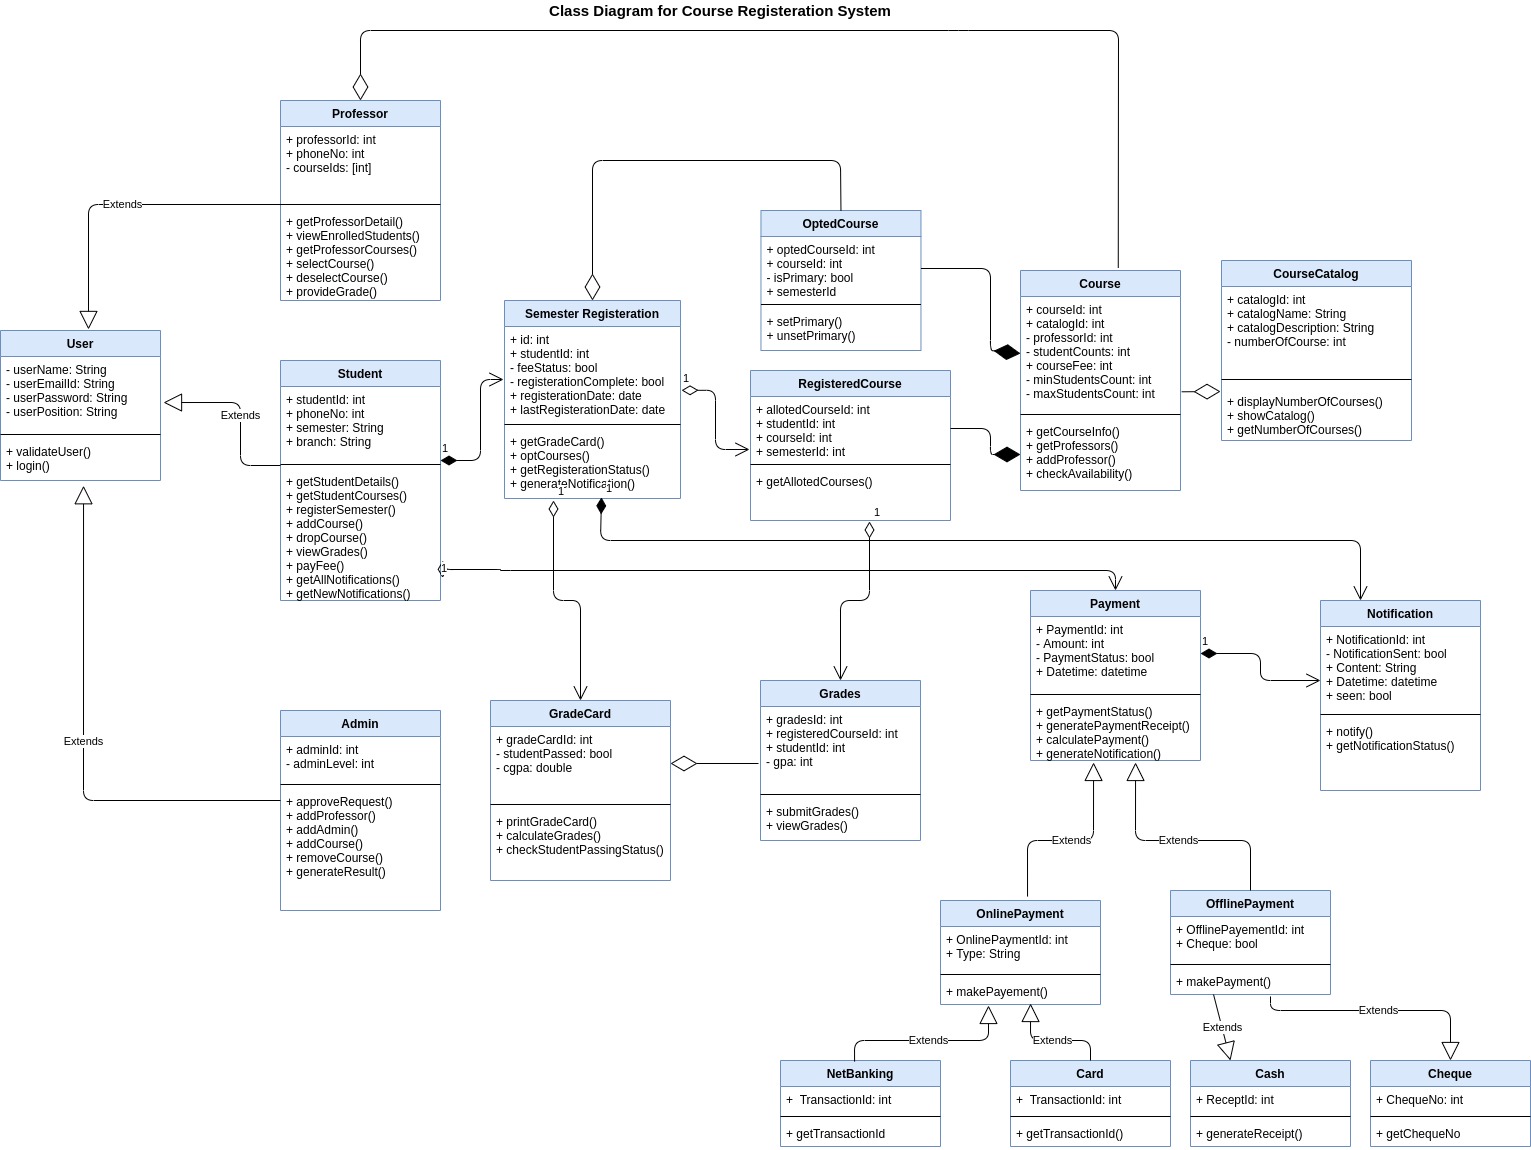 Class Diagram for Course Registeration System
Professor
+ professorId: int
+ phoneNo: int
- courseIds: [int]
+ getProfessorDetail()
+ viewEnrolledStudents()
+ getProfessorCourses()
+ selectCourse()
+ deselectCourse()
+ provideGrade()
Extends
User
- userName: String
- userEmailId: String
- userPassword: String
- userPosition: String
+ validateUser()
+ login()
Extends
Student
+ studentId: int
+ phoneNo: int
+ semester: String
+ branch: String
+ getStudentDetails()
+ getStudentCourses()
+ registerSemester()
+ addCourse()
+ dropCourse()
+ viewGrades()
+ payFee()
+ getAllNotifications()
+ getNewNotifications()
1
1
Semester Registeration
+ id: int
+ studentId: int
- feeStatus: bool
- registerationComplete: bool
+ registerationDate: date
+ lastRegisterationDate: date
+ getGradeCard()
+ optCourses()
+ getRegisterationStatus()
+ generateNotification()
1
1
1
OptedCourse
+ optedCourseId: int
+ courseId: int
- isPrimary: bool
+ semesterId
+ setPrimary()
+ unsetPrimary()
RegisteredCourse
+ allotedCourseId: int
+ studentId: int
+ courseId: int
+ semesterId: int
+ getAllotedCourses()
1
Course
+ courseId: int
+ catalogId: int
- professorId: int
- studentCounts: int
+ courseFee: int
- minStudentsCount: int
- maxStudentsCount: int
+ getCourseInfo()
+ getProfessors()
+ addProfessor()
+ checkAvailability()
CourseCatalog
+ catalogId: int
+ catalogName: String
+ catalogDescription: String
- numberOfCourse: int
+ displayNumberOfCourses()
+ showCatalog()
+ getNumberOfCourses()
Extends
Admin
+ adminId: int
- adminLevel: int
+ approveRequest()
+ addProfessor()
+ addAdmin()
+ addCourse()
+ removeCourse()
+ generateResult()
GradeCard
+ gradeCardId: int
- studentPassed: bool
- cgpa: double
+ printGradeCard()
+ calculateGrades()
+ checkStudentPassingStatus()
Grades
+ gradesId: int
+ registeredCourseId: int
+ studentId: int
- gpa: int
+ submitGrades()
+ viewGrades()
Payment
+ PaymentId: int
- Amount: int
- PaymentStatus: bool
+ Datetime: datetime
+ getPaymentStatus()
+ generatePaymentReceipt()
+ calculatePayment()
+ generateNotification()
1
Notification
+ NotificationId: int
- NotificationSent: bool
+ Content: String
+ Datetime: datetime
+ seen: bool
+ notify()
+ getNotificationStatus()
Extends
Extends
OnlinePayment
+ OnlinePaymentId: int
+ Type: String
+ makePayement()
OfflinePayment
+ OfflinePayementId: int
+ Cheque: bool
+ makePayment()
Extends
Extends
Extends
Extends
NetBanking
+ TransactionId: int
+ getTransactionId
Card
+ TransactionId: int
+ getTransactionId()
Cash
+ ReceptId: int
+ generateReceipt()
Cheque
+ ChequeNo: int
+ getChequeNo